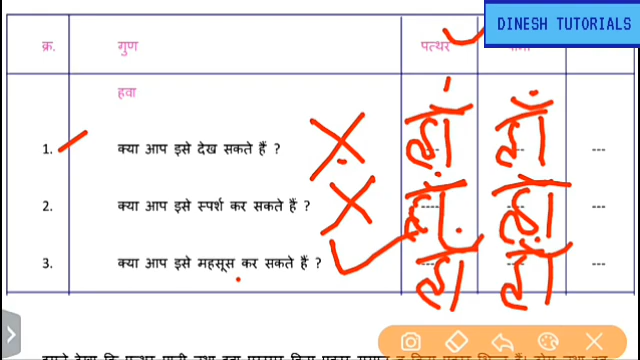 DINESH TUTORIALS
क्र. गुण पत्थर
हवा
1. क्या आप इसे देख सकते हैं ? हाँ हाँ ---
2. क्या आप इसे स्पर्श कर सकते हैं ? हाँ हाँ ---
3. क्या आप इसे महसूस कर सकते हैं ? हाँ हाँ ---